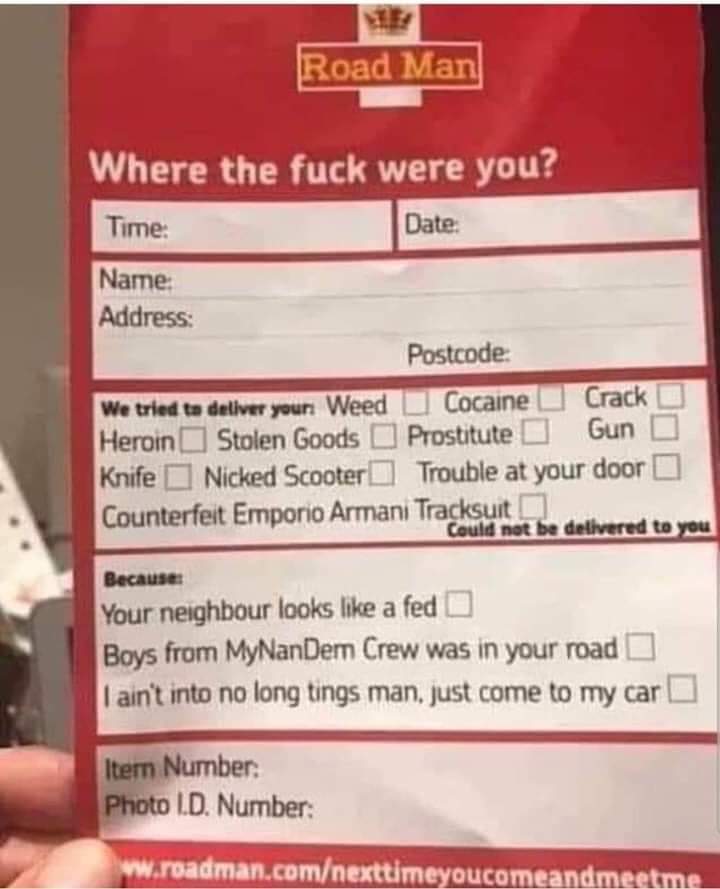 Road Man
Where the fuck were you?
Time: Date:
Name:
Address:
Postcode:
We tried to deliver your: Weed Cocaine Crack
Heroin Stolen Goods Prostitute Gun
Knife Nicked Scooter Trouble at your door
Counterfeit Emporio Armani Tracksuit
Could not be delivered to you
Because:
Your neighbour looks like a fed
Boys from MyNanDem Crew was in your road
I ain't into no long tings man, just come to my car
Item Number:
Photo I.D. Number:
ww.roadman.com/nexttimeyoucomeandmeetme